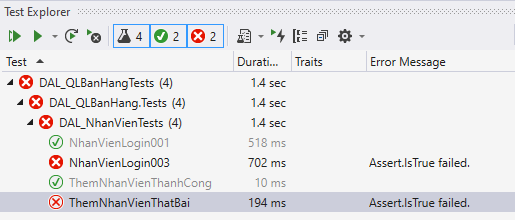 Test Explorer
4 2 2
Test Duratio... Traits Error Message
DAL_QLBanHangTests (4) 1.4 sec
DAL_QLBanHang.Tests (4) 1.4 sec
DAL_NhanVienTests (4) 1.4 sec
NhanVienLogin001 518 ms
NhanVienLogin003 702 ms Assert.IsTrue failed.
ThemNhanVienThanhCong 10 ms
ThemNhanVienThatBai 194 ms Assert.IsTrue failed.